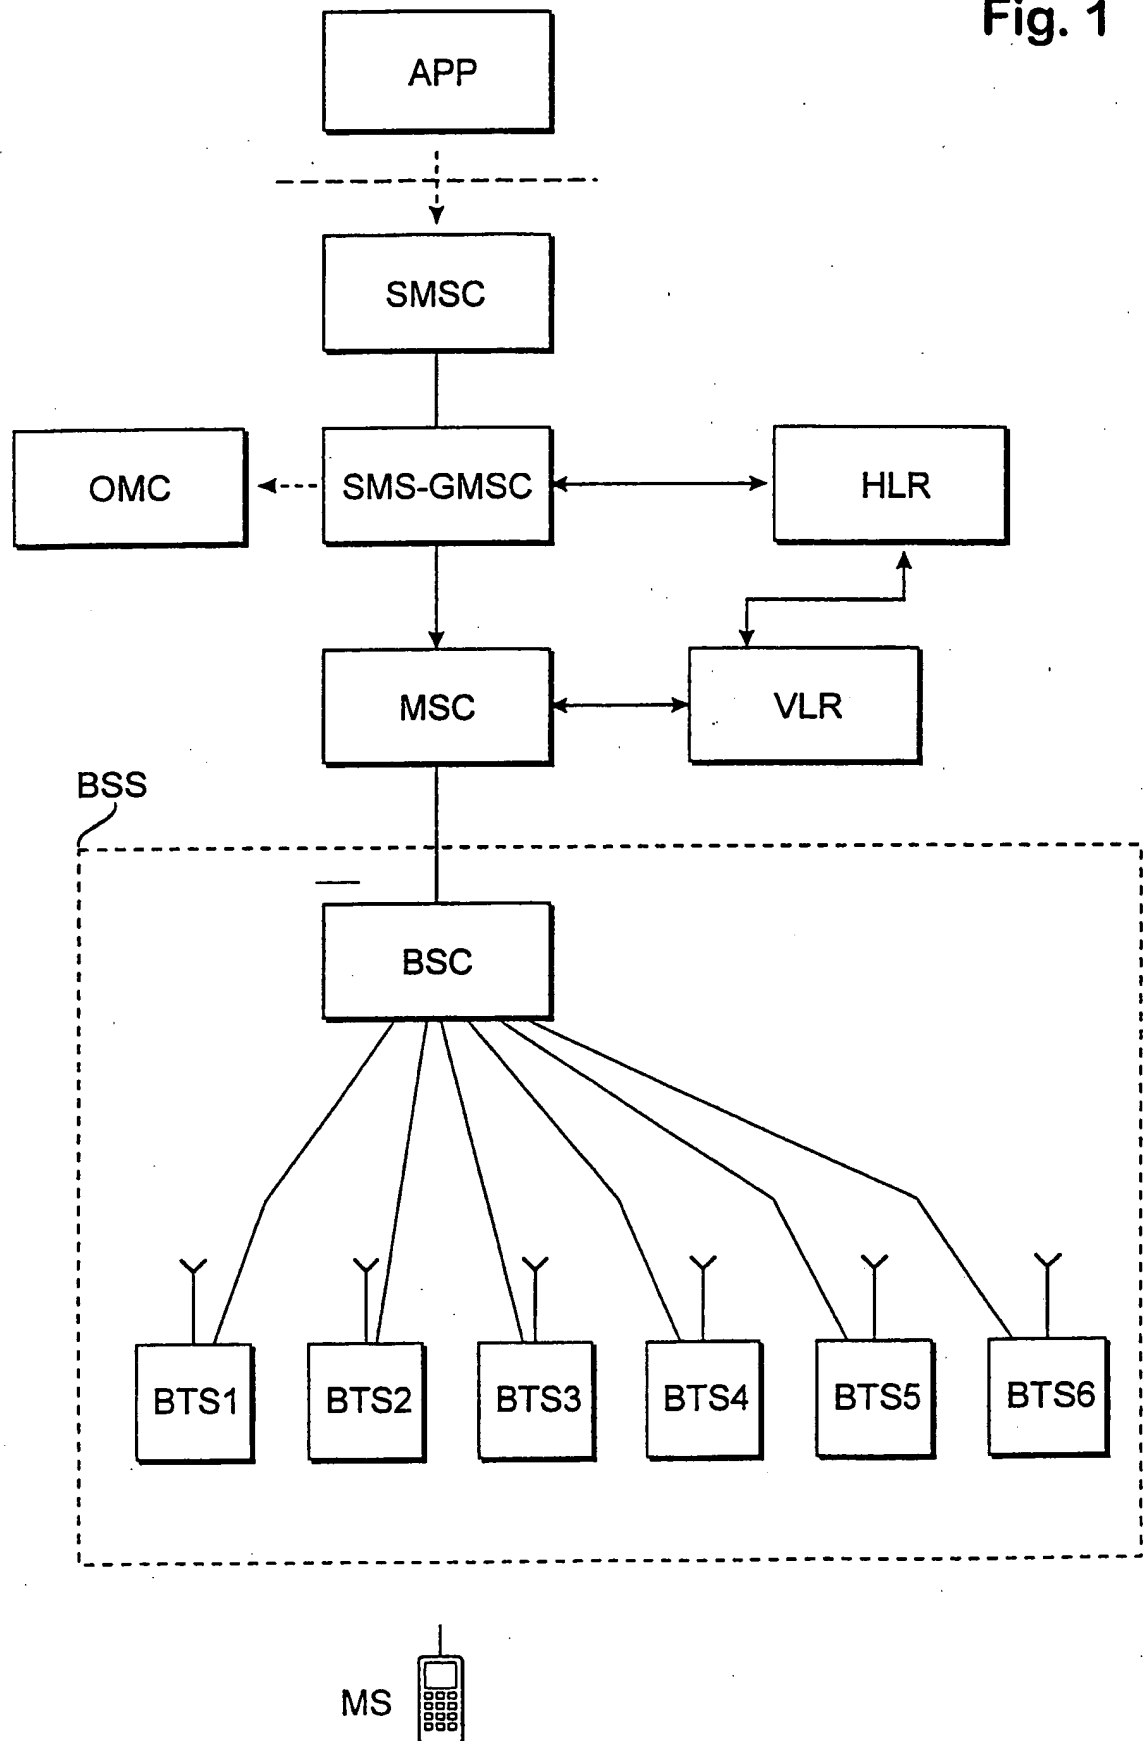 Fig. 1
APP
SMSC
OMC
SMS-GMSC
HLR
MSC
VLR
BSS
BSC
BTS1
BTS2
BTS3
BTS4
BTS5
BTS6
MS